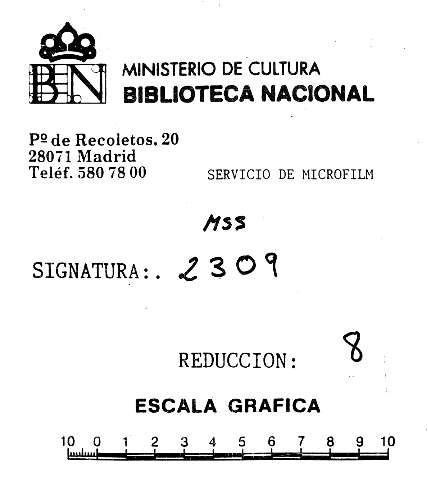 BN
MINISTERIO DE CULTURA
BIBLIOTECA NACIONAL
Pº de Recoletos, 20
28071 Madrid
Teléf. 580 78 00
SERVICIO DE MICROFILM
MSS
SIGNATURA:. 2309
REDUCCION: 8
ESCALA GRAFICA
10 0 1 2 3 4 5 6 7 8 9 10